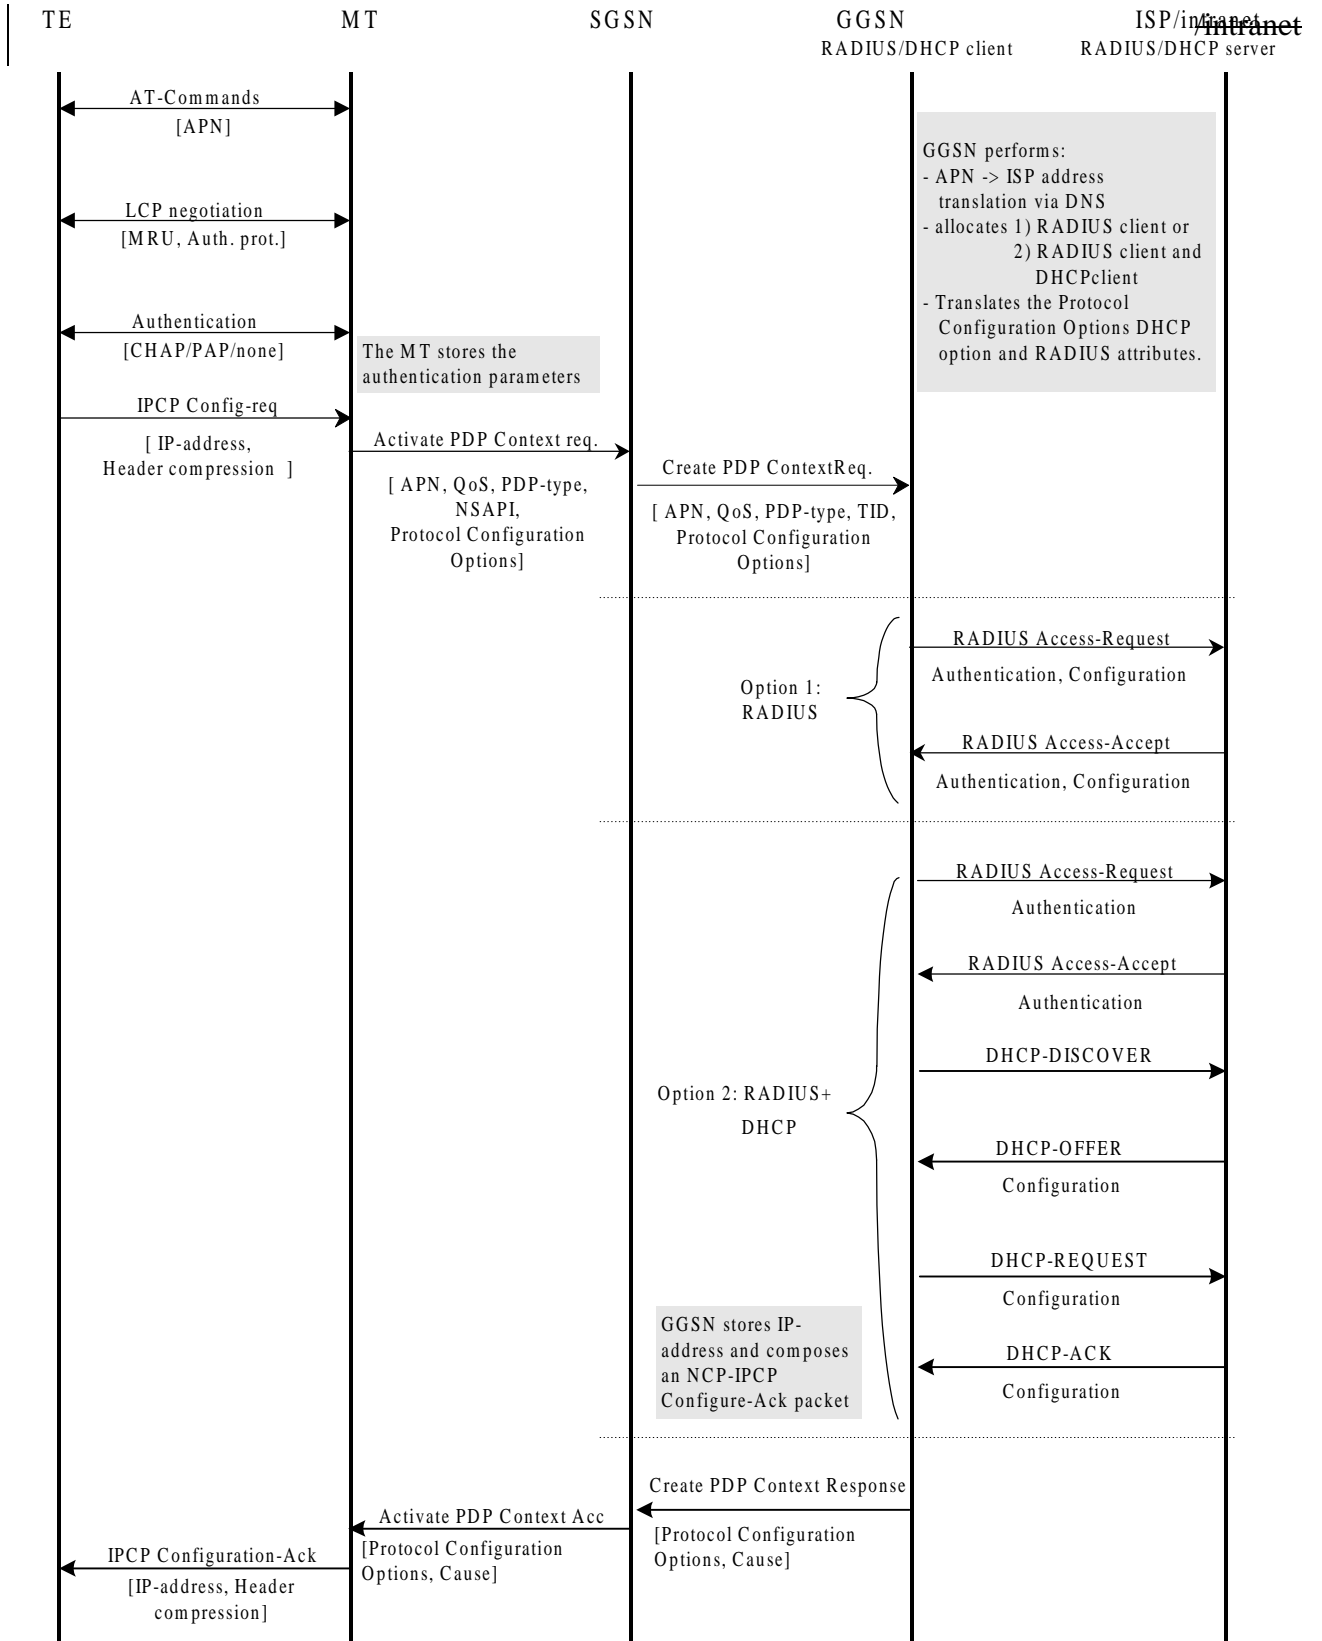 TE
MT
SGSN
GGSN
ISP/intranet
/intranet
RADIUS/DHCP client
RADIUS/DHCP server
AT-Commands
[APN]
LCP negotiation
[MRU, Auth. prot.]
Authentication
[CHAP/PAP/none]
The MT stores the
authentication parameters
GGSN performs:
- APN -> ISP address
translation via DNS
- allocates 1) RADIUS client or
2) RADIUS client and
DHCPclient
- Translates the Protocol
Configuration Options DHCP
option and RADIUS attributes.
IPCP Config-req
[ IP-address,
Header compression ]
Activate PDP Context req.
[ APN, QoS, PDP-type,
NSAPI,
Protocol Configuration
Options]
Create PDP ContextReq.
[ APN, QoS, PDP-type, TID,
Protocol Configuration
Options]
Option 1:
RADIUS
RADIUS Access-Request
Authentication, Configuration
RADIUS Access-Accept
Authentication, Configuration
Option 2: RADIUS+
DHCP
RADIUS Access-Request
Authentication
RADIUS Access-Accept
Authentication
DHCP-DISCOVER
DHCP-OFFER
Configuration
DHCP-REQUEST
Configuration
DHCP-ACK
Configuration
GGSN stores IP-
address and composes
an NCP-IPCP
Configure-Ack packet
Create PDP Context Response
[Protocol Configuration
Options, Cause]
Activate PDP Context Acc
[Protocol Configuration
Options, Cause]
IPCP Configuration-Ack
[IP-address, Header
compression]